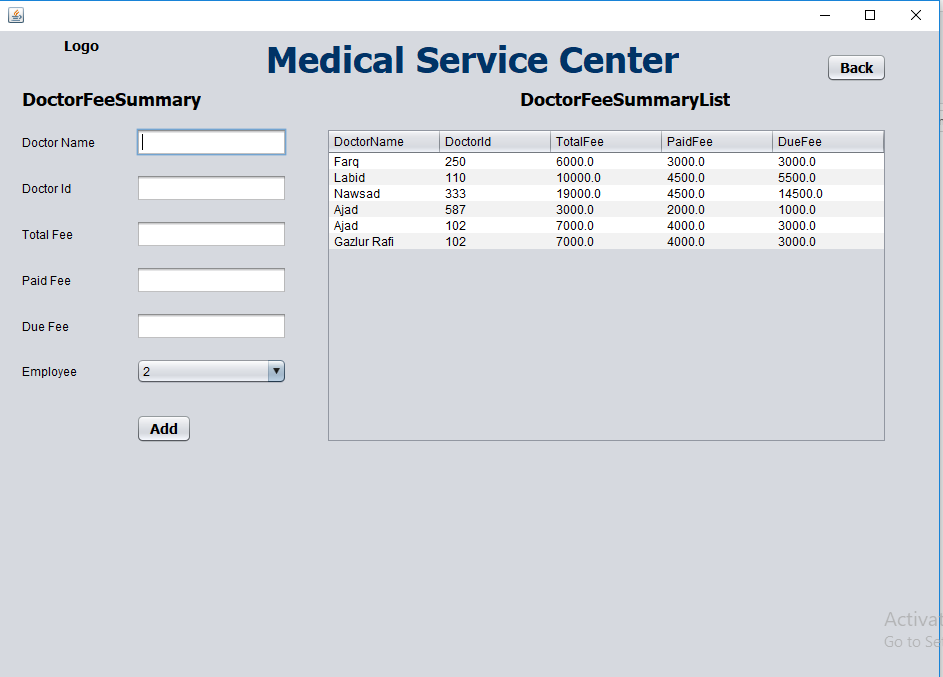 Logo
Medical Service Center
Back
DoctorFeeSummary
DoctorFeeSummaryList
Doctor Name
Doctor Id
Total Fee
Paid Fee
Due Fee
Employee 2
Add
DoctorName DoctorId TotalFee PaidFee DueFee
Farq 250 6000.0 3000.0 3000.0
Labid 110 10000.0 4500.0 5500.0
Nawsad 333 19000.0 4500.0 14500.0
Ajad 587 3000.0 2000.0 1000.0
Ajad 102 7000.0 4000.0 3000.0
Gazlur Rafi 102 7000.0 4000.0 3000.0
Go to